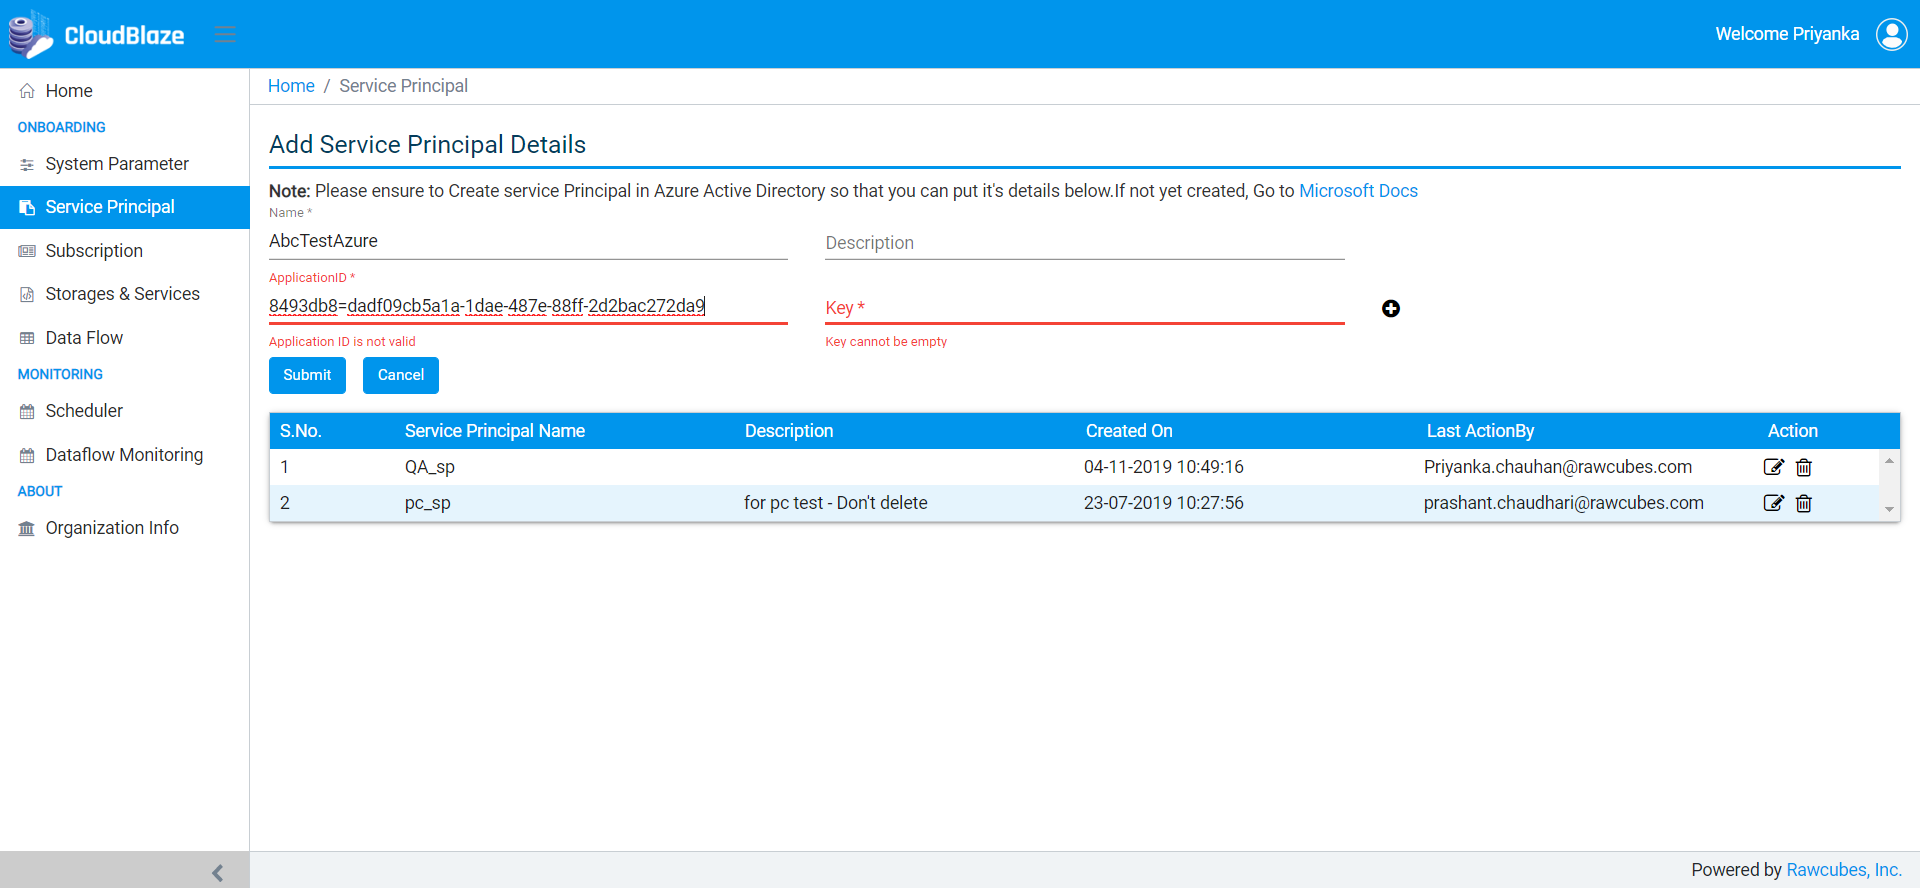 CloudBlaze
Welcome Priyanka
Home
ONBOARDING
System Parameter
Service Principal
Subscription
Storages & Services
Data Flow
MONITORING
Scheduler
Dataflow Monitoring
ABOUT
Organization Info
Home / Service Principal
Add Service Principal Details
Note: Please ensure to Create service Principal in Azure Active Directory so that you can put it's details below.If not yet created, Go to Microsoft Docs
Name *
AbcTestAzure
Description
ApplicationID *
8493db8=dadf09cb5a1a-1dae-487e-88ff-2d2bac272da9
Key *
Application ID is not valid
Key cannot be empty
Submit Cancel
S.No. Service Principal Name Description Created On Last ActionBy Action
1 QA_sp 04-11-2019 10:49:16 Priyanka.chauhan@rawcubes.com
2 pc_sp for pc test - Don't delete 23-07-2019 10:27:56 prashant.chaudhari@rawcubes.com
Powered by Rawcubes, Inc.